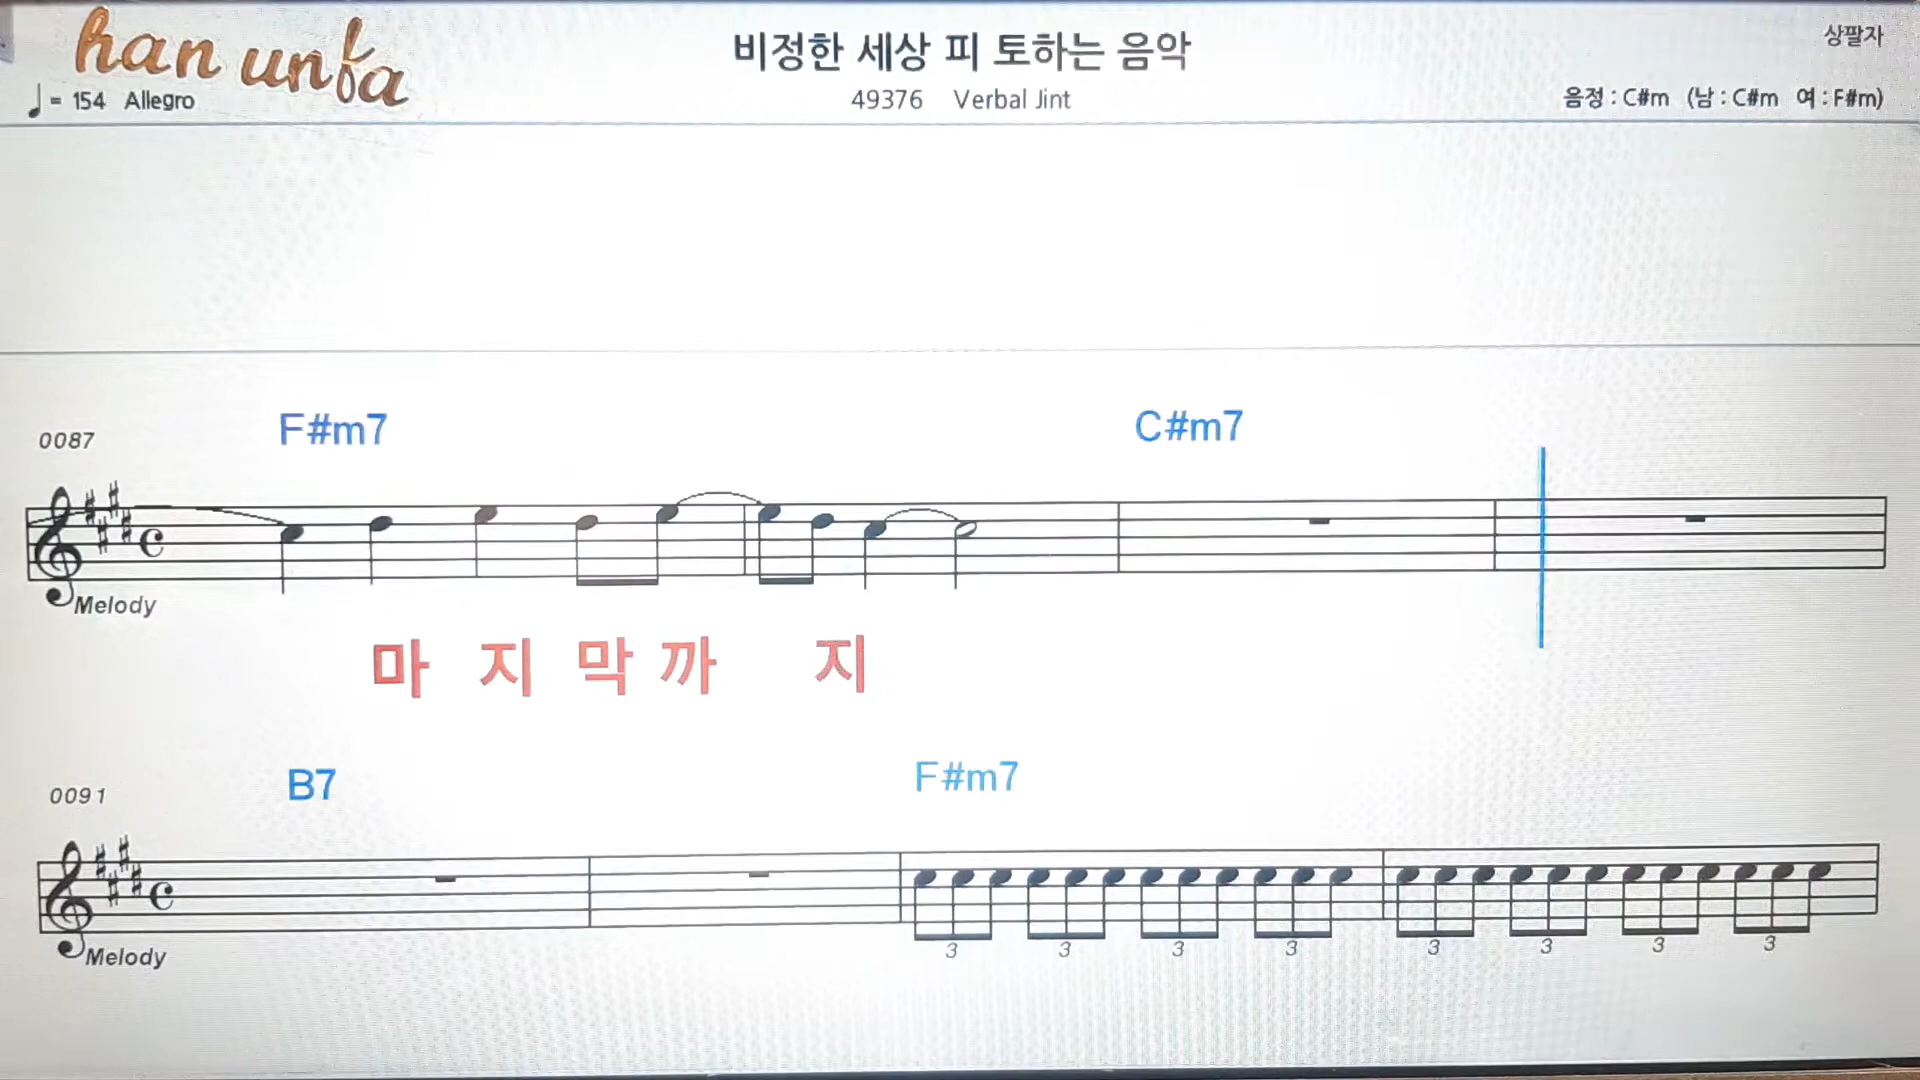 han unfa
비정한 세상 피 토하는 음악
상팔자
♩= 154 Allegro
49376 Verbal Jint
음정 : C#m (남 : C#m 여 : F#m)
F#m7 C#m7
0087
Melody
마 지 막 까 지
B7 F#m7
0091
3 3 3 3 3 3 3 3
Melody